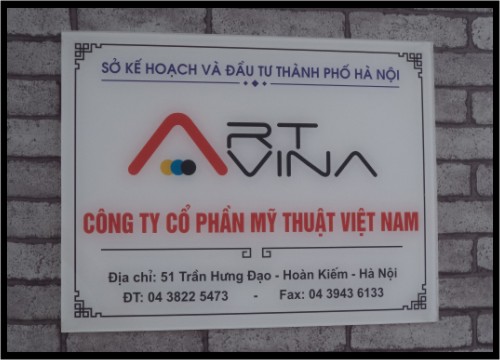 SỞ KẾ HOẠCH VÀ ĐẦU TƯ THÀNH PHỐ HÀ NỘI
ART
VINA
CÔNG TY CỔ PHẦN MỸ THUẬT VIỆT NAM
Địa chỉ: 51 Trần Hưng Đạo - Hoàn Kiếm - Hà Nội
ĐT: 04 3822 5473 - Fax: 04 3943 6133